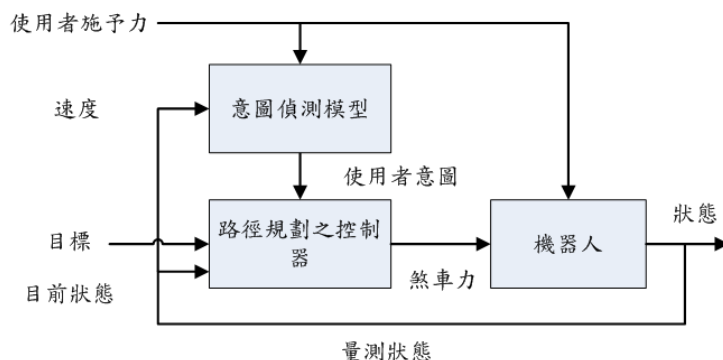 使用者施予力
意圖偵測模型
速度
使用者意圖
路徑規劃之控制
器
目標
機器人
狀態
煞車力
目前狀態
量測狀態